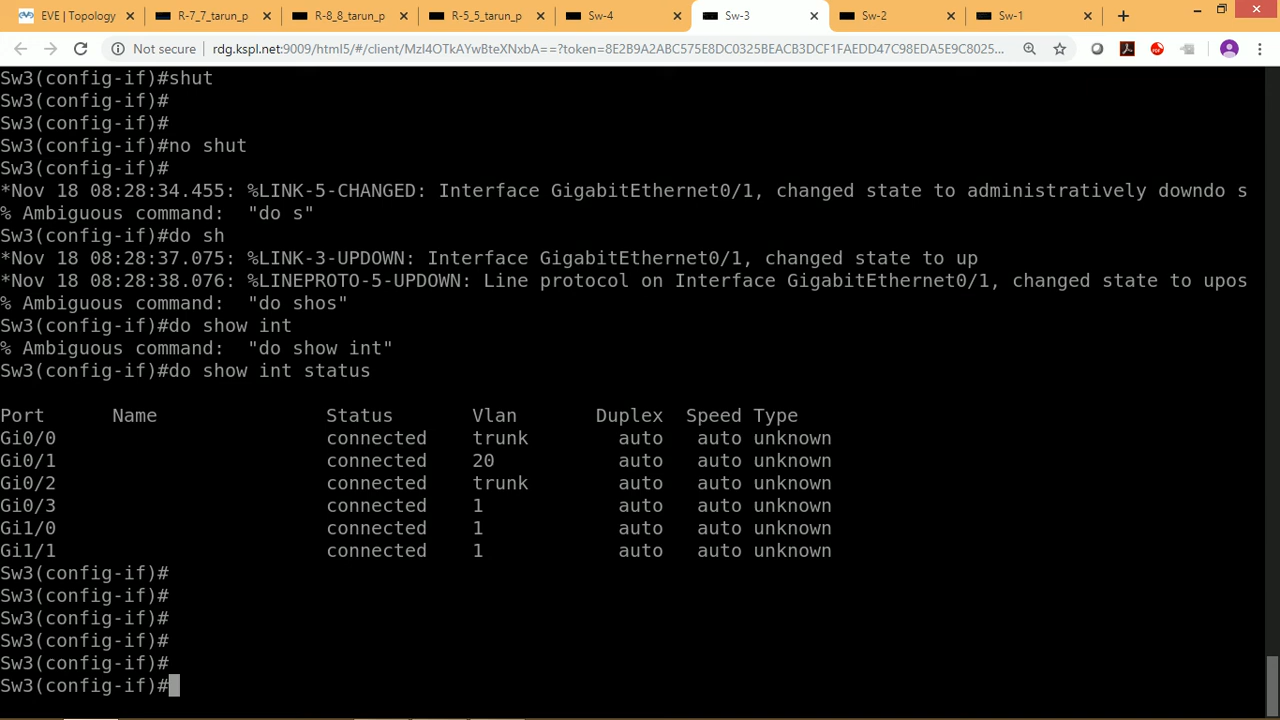 EVE | Topology
R-7_7_tarun_p
R-8_8_tarun_p
R-5_5_tarun_p
Sw-4
Sw-3
Sw-2
Sw-1
Not secure
rdg.kspl.net:9009/html5/#/client/MzI4OTkAYwBteXNxbA==?token=8E2B9A2ABC575E8DC0325BEACB3DCF1FAEDD47C98EDA5E9C8025...
Sw3(config-if)#shut
Sw3(config-if)#
Sw3(config-if)#
Sw3(config-if)#no shut
Sw3(config-if)#
*Nov 18 08:28:34.455: %LINK-5-CHANGED: Interface GigabitEthernet0/1, changed state to administratively downdo s
% Ambiguous command:  "do s"
Sw3(config-if)#do sh
*Nov 18 08:28:37.075: %LINK-3-UPDOWN: Interface GigabitEthernet0/1, changed state to up
*Nov 18 08:28:38.076: %LINEPROTO-5-UPDOWN: Line protocol on Interface GigabitEthernet0/1, changed state to upos
% Ambiguous command:  "do shos"
Sw3(config-if)#do show int
% Ambiguous command:  "do show int"
Sw3(config-if)#do show int status
Port      Name               Status       Vlan       Duplex  Speed Type
Gi0/0                        connected    trunk        auto   auto unknown
Gi0/1                        connected    20           auto   auto unknown
Gi0/2                        connected    trunk        auto   auto unknown
Gi0/3                        connected    1            auto   auto unknown
Gi1/0                        connected    1            auto   auto unknown
Gi1/1                        connected    1            auto   auto unknown
Sw3(config-if)#
Sw3(config-if)#
Sw3(config-if)#
Sw3(config-if)#
Sw3(config-if)#
Sw3(config-if)#